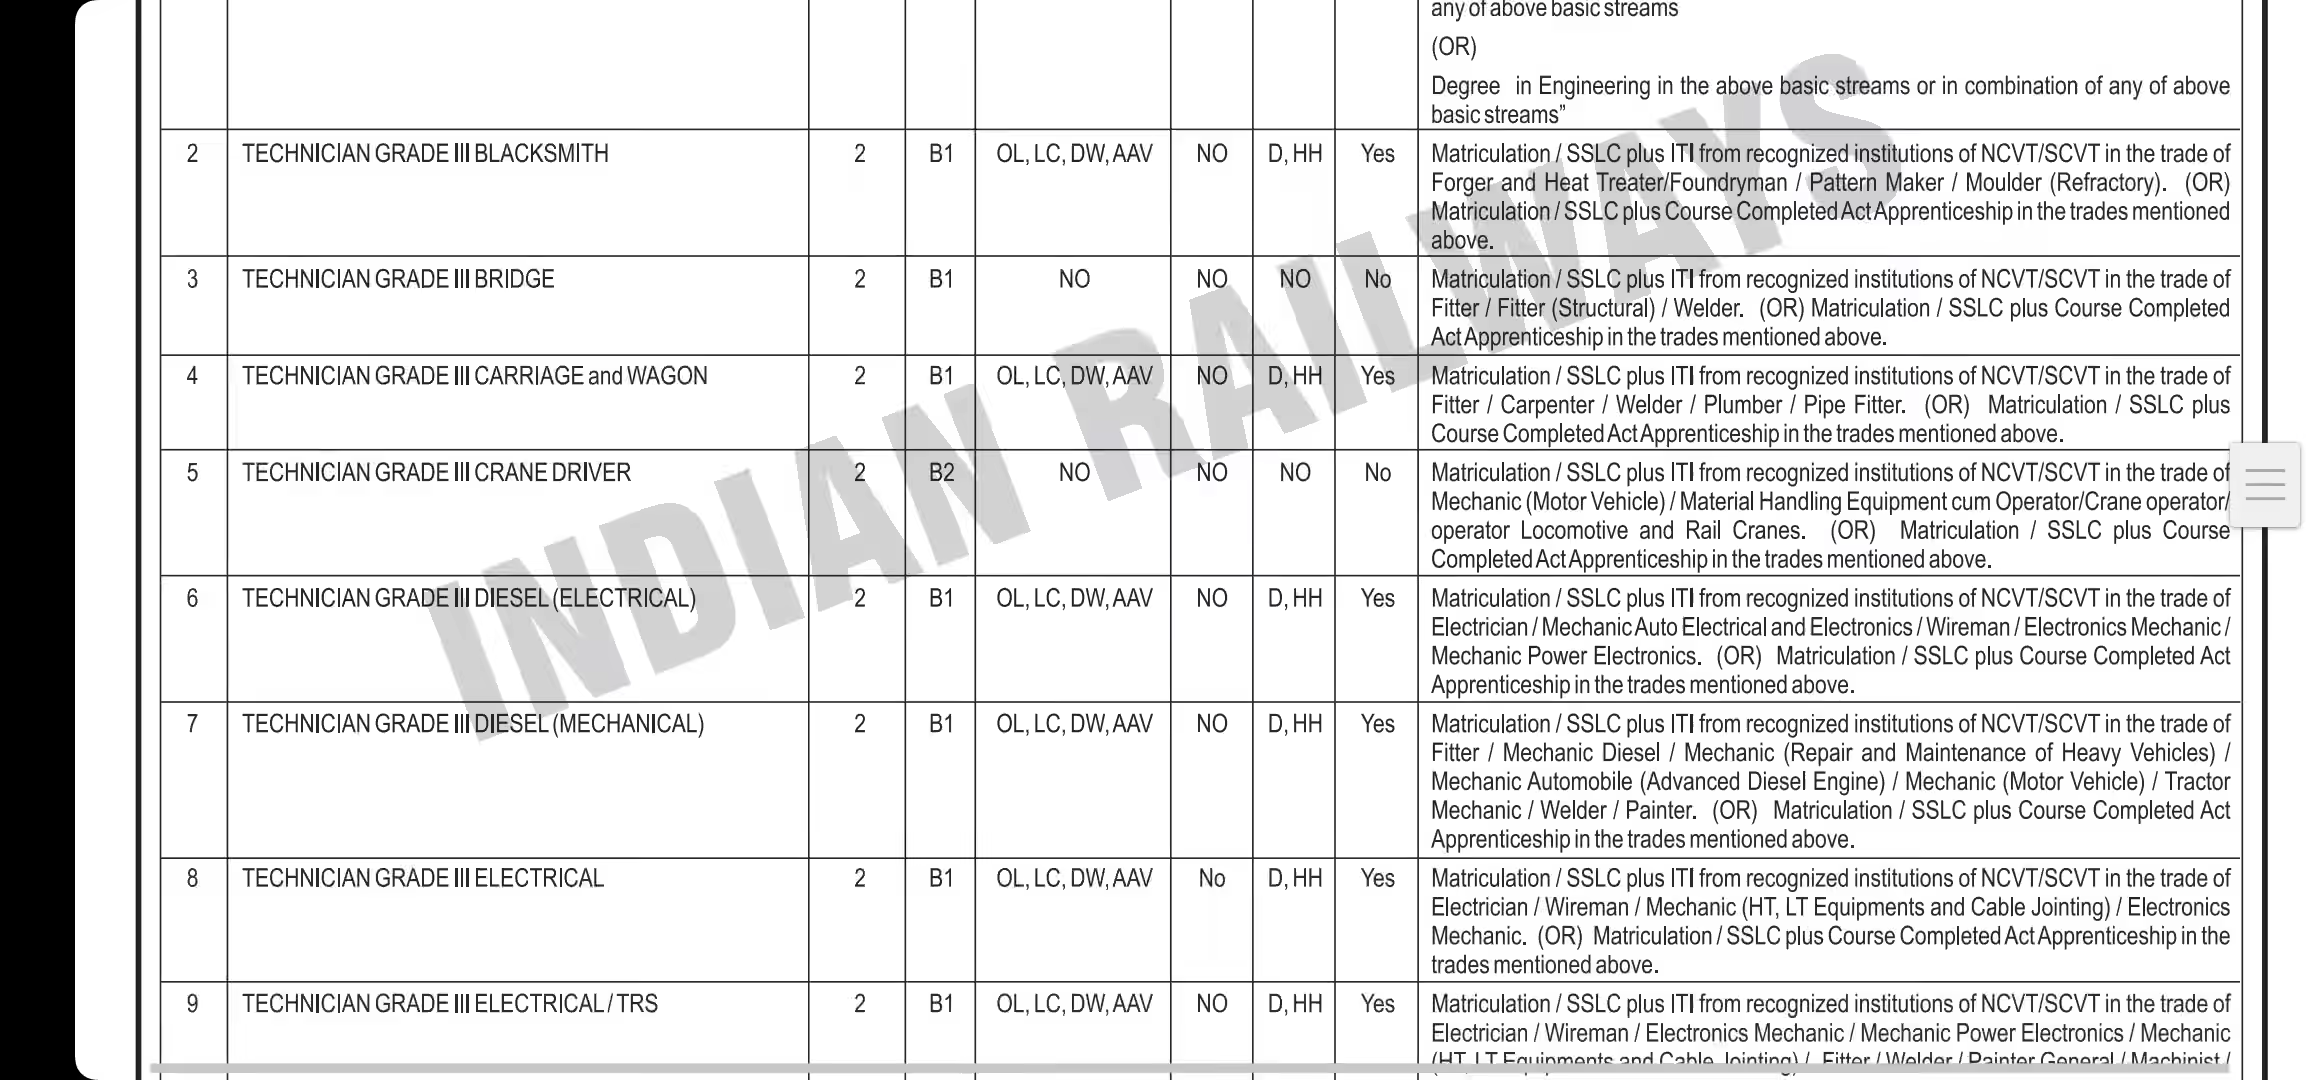 any of above basic streams
(OR)
Degree in Engineering in the above basic streams or in combination of any of above
basic streams”
2 TECHNICIAN GRADE III BLACKSMITH 2 B1 OL, LC, DW, AAV NO D, HH Yes Matriculation / SSLC plus ITI from recognized institutions of NCVT/SCVT in the trade of
Forger and Heat Treater/Foundryman / Pattern Maker / Moulder (Refractory). (OR)
Matriculation / SSLC plus Course Completed Act Apprenticeship in the trades mentioned
above.
3 TECHNICIAN GRADE III BRIDGE 2 B1 NO NO NO No Matriculation / SSLC plus ITI from recognized institutions of NCVT/SCVT in the trade of
Fitter / Fitter (Structural) / Welder. (OR) Matriculation / SSLC plus Course Completed
Act Apprenticeship in the trades mentioned above.
4 TECHNICIAN GRADE III CARRIAGE and WAGON 2 B1 OL, LC, DW, AAV NO D, HH Yes Matriculation / SSLC plus ITI from recognized institutions of NCVT/SCVT in the trade of
Fitter / Carpenter / Welder / Plumber / Pipe Fitter. (OR) Matriculation / SSLC plus
Course Completed Act Apprenticeship in the trades mentioned above.
5 TECHNICIAN GRADE III CRANE DRIVER 2 B2 NO NO NO No Matriculation / SSLC plus ITI from recognized institutions of NCVT/SCVT in the trade of
Mechanic (Motor Vehicle) / Material Handling Equipment cum Operator/Crane operator/
operator Locomotive and Rail Cranes. (OR) Matriculation / SSLC plus Course
Completed Act Apprenticeship in the trades mentioned above.
6 TECHNICIAN GRADE III DIESEL (ELECTRICAL) 2 B1 OL, LC, DW, AAV NO D, HH Yes Matriculation / SSLC plus ITI from recognized institutions of NCVT/SCVT in the trade of
Electrician / Mechanic Auto Electrical and Electronics / Wireman / Electronics Mechanic /
Mechanic Power Electronics. (OR) Matriculation / SSLC plus Course Completed Act
Apprenticeship in the trades mentioned above.
7 TECHNICIAN GRADE III DIESEL (MECHANICAL) 2 B1 OL, LC, DW, AAV NO D, HH Yes Matriculation / SSLC plus ITI from recognized institutions of NCVT/SCVT in the trade of
Fitter / Mechanic Diesel / Mechanic (Repair and Maintenance of Heavy Vehicles) /
Mechanic Automobile (Advanced Diesel Engine) / Mechanic (Motor Vehicle) / Tractor
Mechanic / Welder / Painter. (OR) Matriculation / SSLC plus Course Completed Act
Apprenticeship in the trades mentioned above.
8 TECHNICIAN GRADE III ELECTRICAL 2 B1 OL, LC, DW, AAV No D, HH Yes Matriculation / SSLC plus ITI from recognized institutions of NCVT/SCVT in the trade of
Electrician / Wireman / Mechanic (HT, LT Equipments and Cable Jointing) / Electronics
Mechanic. (OR) Matriculation / SSLC plus Course Completed Act Apprenticeship in the
trades mentioned above.
9 TECHNICIAN GRADE III ELECTRICAL / TRS 2 B1 OL, LC, DW, AAV NO D, HH Yes Matriculation / SSLC plus ITI from recognized institutions of NCVT/SCVT in the trade of
Electrician / Wireman / Electronics Mechanic / Mechanic Power Electronics / Mechanic
(HT, LT Equipments and Cable Jointing) / Fitter / Welder / Painter General / Machinist /
INDIAN RAILWAYS